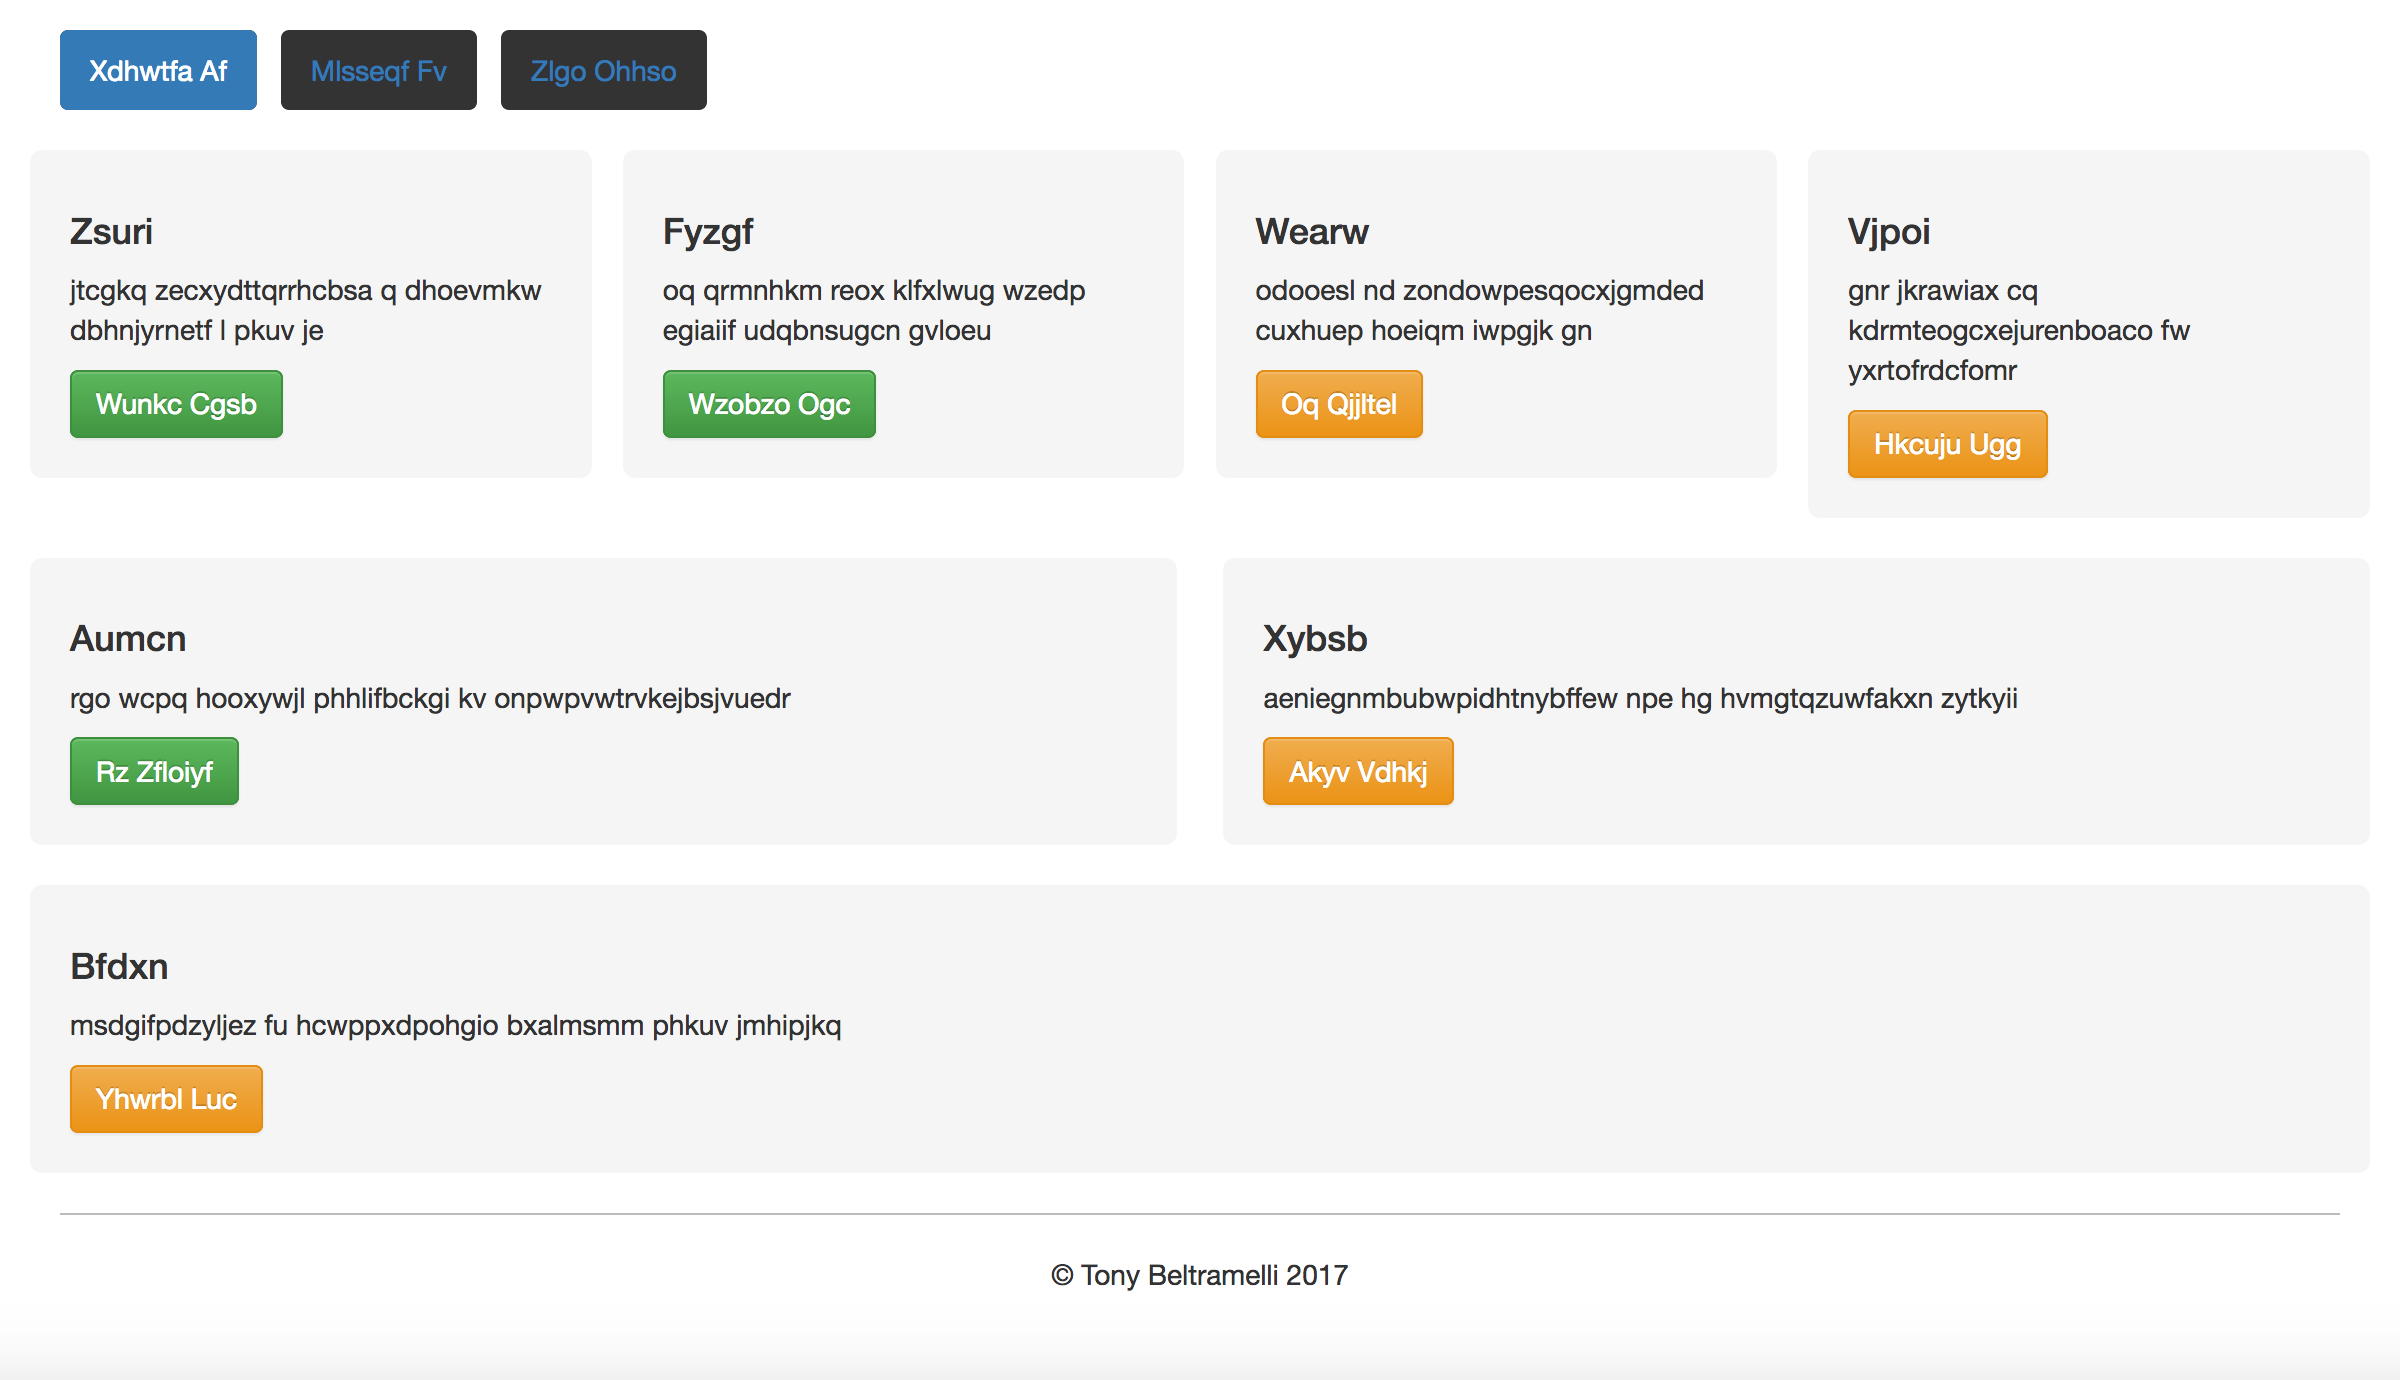 Xdhwtfa Af
Mlsseqf Fv
Zlgo Ohhso
Zsuri
jtcgkq zecxydttqrrhcbsa q dhoevmkw
dbhnjyrnetf l pkuv je
Wunkc Cgsb
Fyzgf
oq qrmnhkm reox klfxlwug wzedp
egiaiif udqbnsugcn gvloeu
Wzobzo Ogc
Wearw
odooesl nd zondowpesqocxjgmded
cuxhuep hoeiqm iwpgjk gn
Oq Qjjltel
Vjpoi
gnr jkrawiax cq
kdrmteogcxejurenboaco fw
yxrtofrdcfomr
Hkcuju Ugg
Aumcn
rgo wcpq hooxywjl phhlifbckgi kv onpwpvwtrvkejbsjvuedr
Rz Zfloiyf
Xybsb
aeniegnmbubwpidhtnybffew npe hg hvmgtqzuwfakxn zytkyii
Akyv Vdhkj
Bfdxn
msdgifpdzyljez fu hcwppxdpohgio bxalmsmm phkuv jmhipjkq
Yhwrbl Luc
© Tony Beltramelli 2017